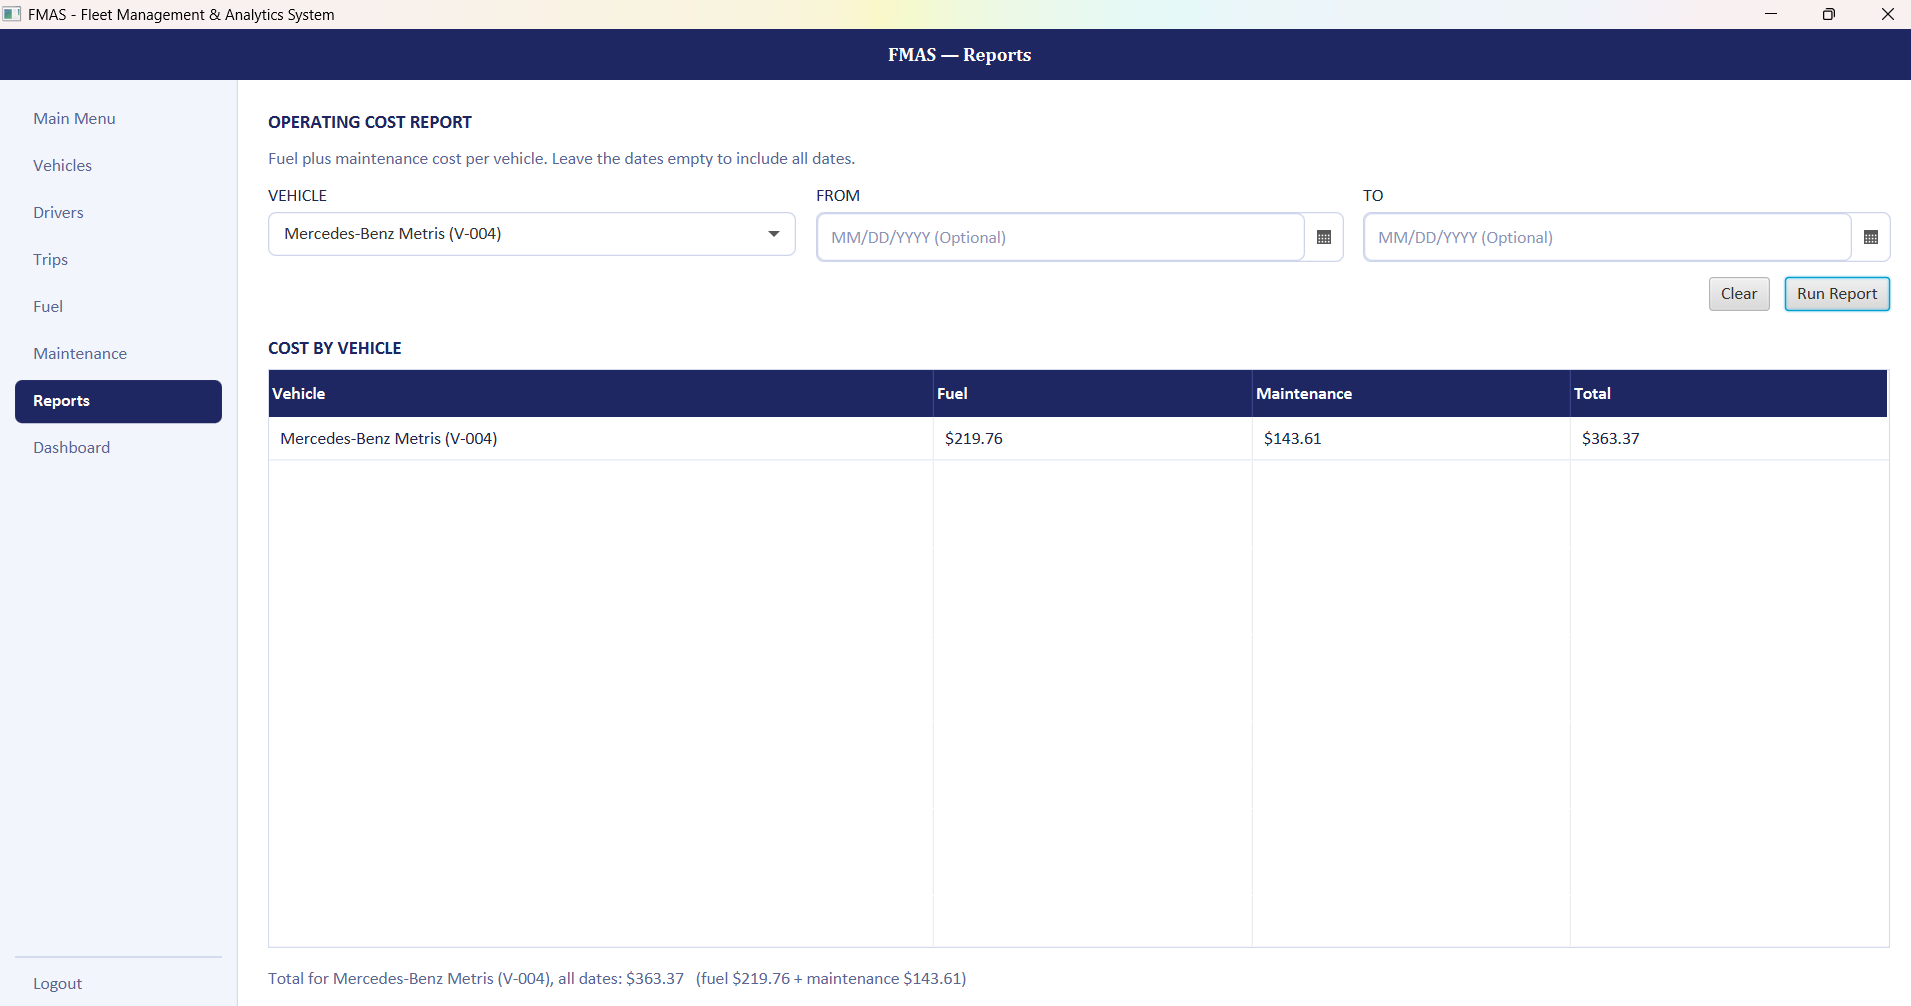 FMAS - Fleet Management & Analytics System
FMAS — Reports
Main Menu
Vehicles
Drivers
Trips
Fuel
Maintenance
Reports
Dashboard
Logout
OPERATING COST REPORT
Fuel plus maintenance cost per vehicle. Leave the dates empty to include all dates.
VEHICLE FROM TO
Mercedes-Benz Metris (V-004) MM/DD/YYYY (Optional) MM/DD/YYYY (Optional)
Clear Run Report
COST BY VEHICLE
Vehicle Fuel Maintenance Total
Mercedes-Benz Metris (V-004) $219.76 $143.61 $363.37
Total for Mercedes-Benz Metris (V-004), all dates: $363.37 (fuel $219.76 + maintenance $143.61)